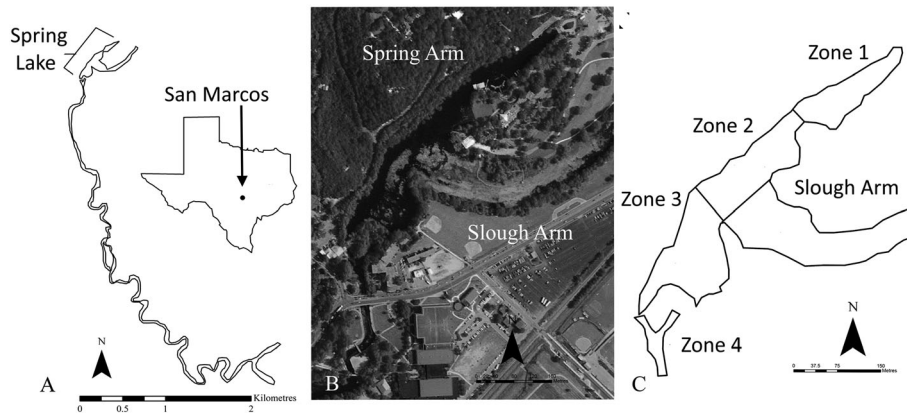 Spring
Lake
San Marcos
N
A
0 0.5 1 2 Kilometres
Spring Arm
Slough Arm
B
Zone 1
Zone 2
Zone 3
Slough Arm
Zone 4
N
C
0 37.5 75 150
Metres